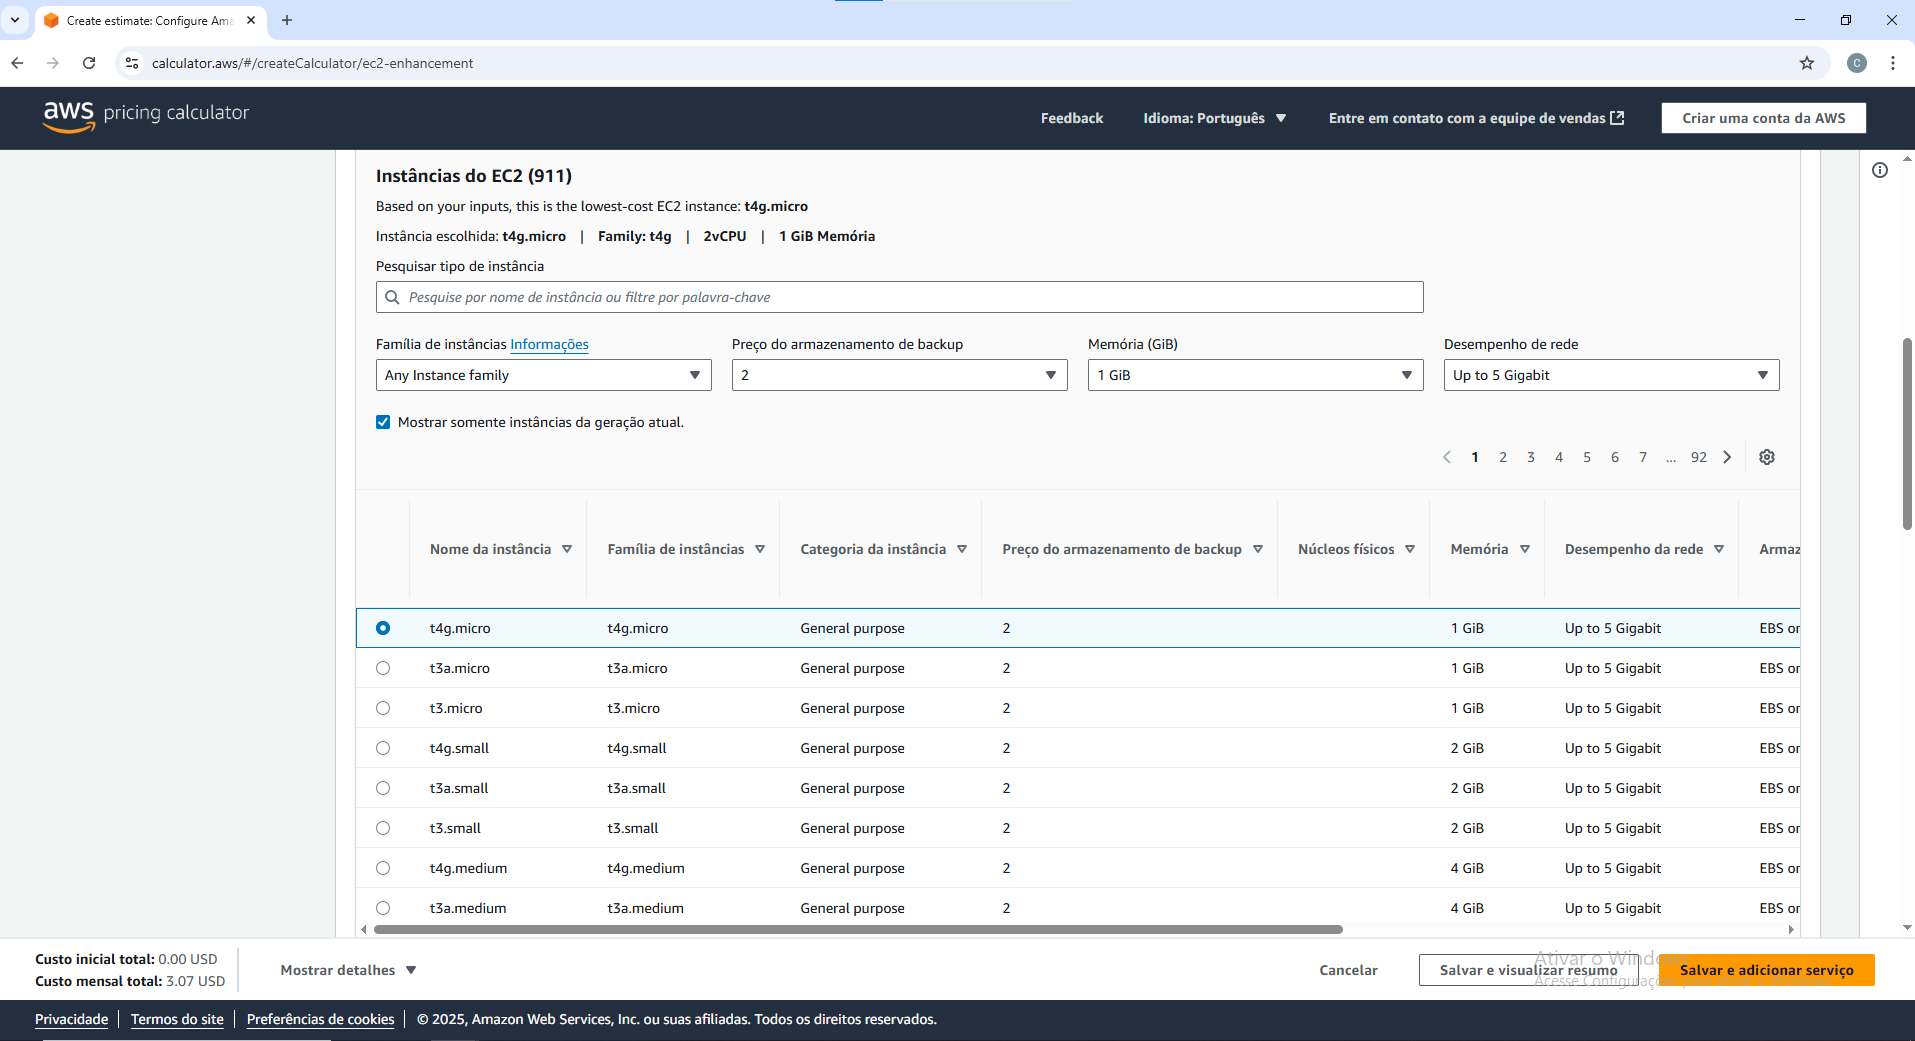 Create estimate: Configure Ama
calculator.aws/#/createCalculator/ec2-enhancement
C
aws pricing calculator
Feedback
Idioma: Português
Entre em contato com a equipe de vendas
Criar uma conta da AWS
Instâncias do EC2 (911)
Based on your inputs, this is the lowest-cost EC2 instance: t4g.micro
Instância escolhida: t4g.micro | Family: t4g | 2vCPU | 1 GiB Memória
Pesquisar tipo de instância
Pesquise por nome de instância ou filtre por palavra-chave
Família de instâncias Informações
Preço do armazenamento de backup
Memória (GiB)
Desempenho de rede
Any Instance family
2
1 GiB
Up to 5 Gigabit
Mostrar somente instâncias da geração atual.
1 2 3 4 5 6 7 ... 92
Nome da instância Família de instâncias Categoria da instância Preço do armazenamento de backup Núcleos físicos Memória Desempenho da rede Armaz
t4g.micro t4g.micro General purpose 2 1 GiB Up to 5 Gigabit EBS or
t3a.micro t3a.micro General purpose 2 1 GiB Up to 5 Gigabit EBS or
t3.micro t3.micro General purpose 2 1 GiB Up to 5 Gigabit EBS or
t4g.small t4g.small General purpose 2 2 GiB Up to 5 Gigabit EBS or
t3a.small t3a.small General purpose 2 2 GiB Up to 5 Gigabit EBS or
t3.small t3.small General purpose 2 2 GiB Up to 5 Gigabit EBS or
t4g.medium t4g.medium General purpose 2 4 GiB Up to 5 Gigabit EBS or
t3a.medium t3a.medium General purpose 2 4 GiB Up to 5 Gigabit EBS or
Custo inicial total: 0.00 USD
Custo mensal total: 3.07 USD
Mostrar detalhes
Cancelar
Salvar e visualizar resumo
Salvar e adicionar serviço
Ativar o Windows
Acesse Configurações
Privacidade | Termos do site | Preferências de cookies | © 2025, Amazon Web Services, Inc. ou suas afiliadas. Todos os direitos reservados.